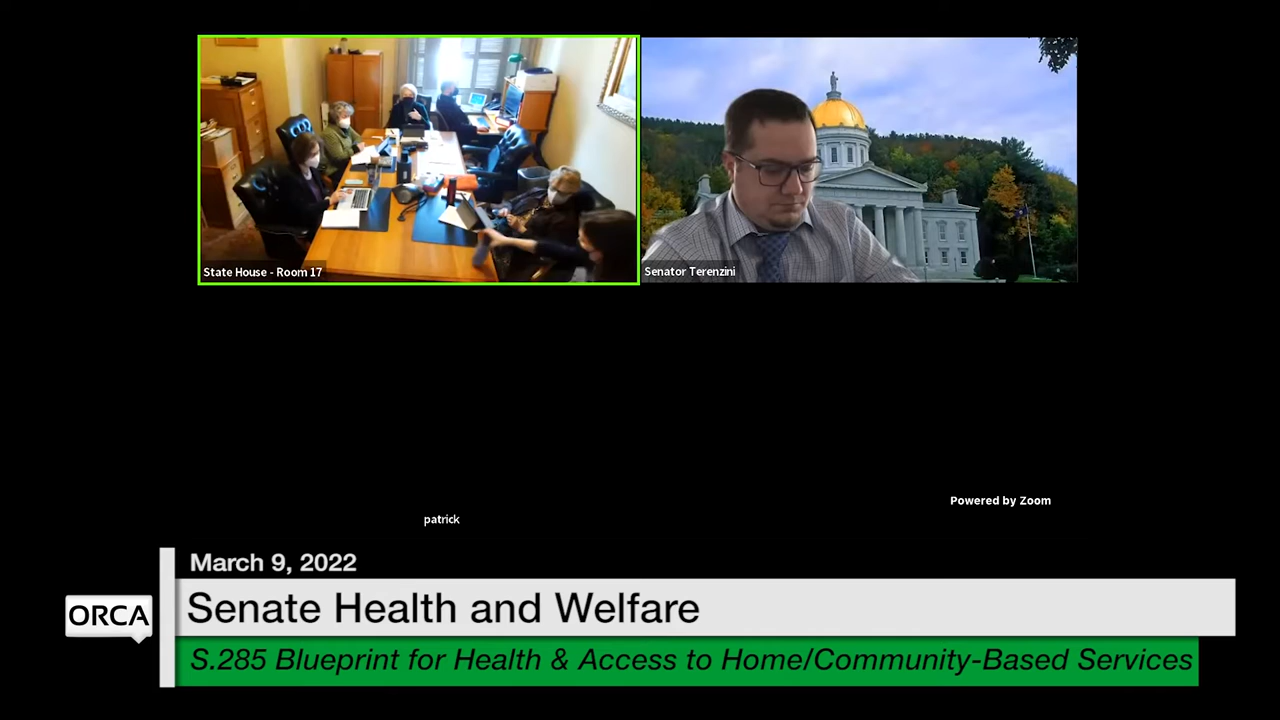 State House - Room 17
Senator Terenzini
Powered by Zoom
patrick
March 9, 2022
ORCA
Senate Health and Welfare
S.285 Blueprint for Health & Access to Home/Community-Based Services